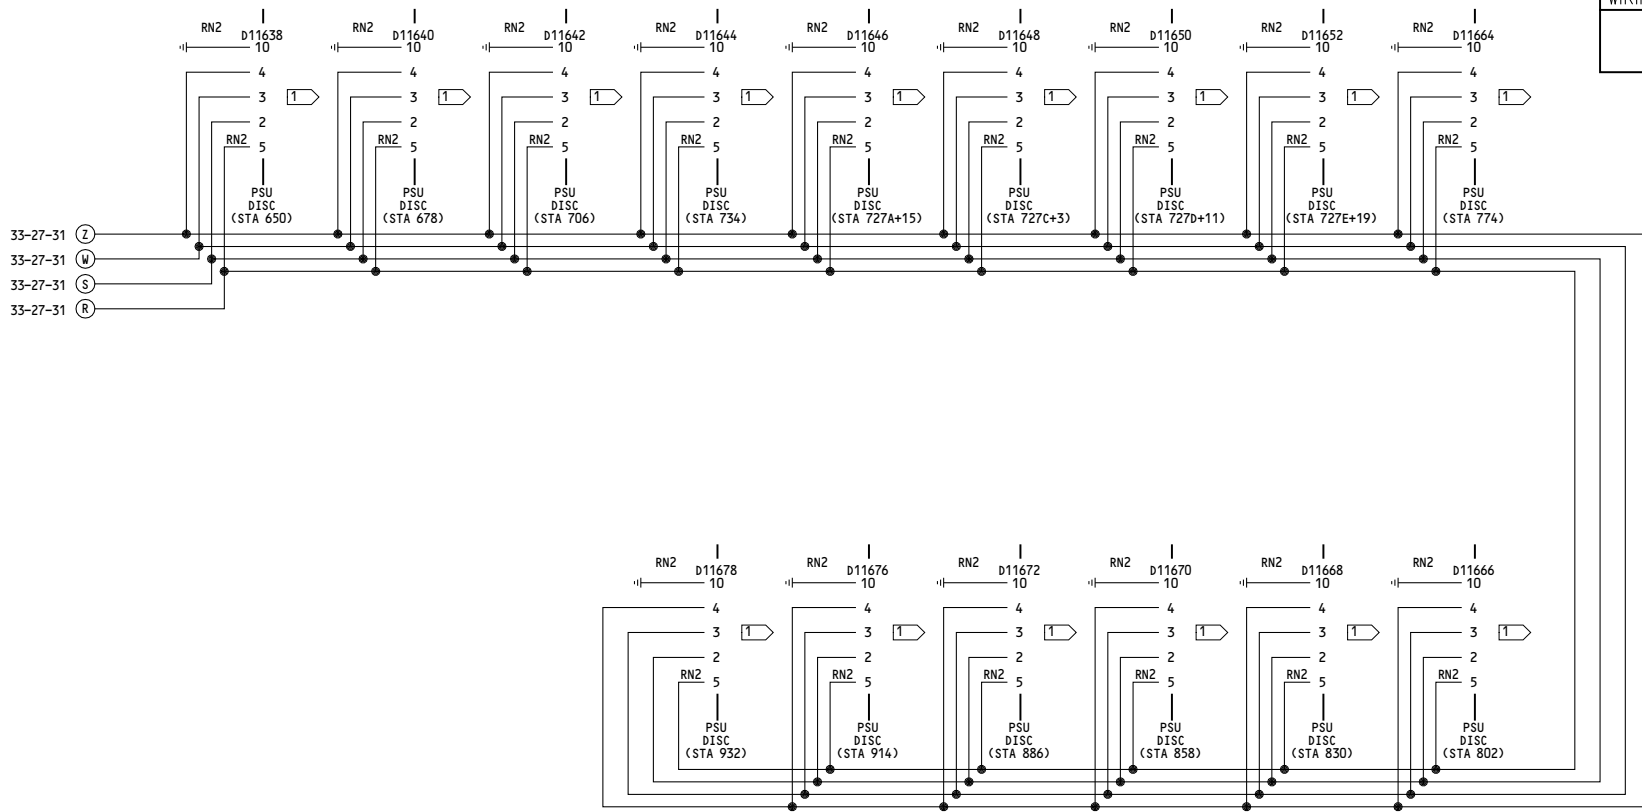 WIRI
RN2 RN2 RN2 RN2 RN2 RN2 RN2 RN2 RN2
D11638 D11640 D11642 D11644 D11646 D11648 D11650 D11652 D11664
10 10 10 10 10 10 10 10 10
4 4 4 4 4 4 4 4 4
3 1 3 1 3 1 3 1 3 1 3 1 3 1 3 1 3 1
2 2 2 2 2 2 2 2 2
RN2 5 RN2 5 RN2 5 RN2 5 RN2 5 RN2 5 RN2 5 RN2 5 RN2 5
PSU PSU PSU PSU PSU PSU PSU PSU PSU
DISC DISC DISC DISC DISC DISC DISC DISC DISC
(STA 650) (STA 678) (STA 706) (STA 734) (STA 727A+15) (STA 727C+3) (STA 727D+11) (STA 727E+19) (STA 774)
33-27-31 Z
33-27-31 W
33-27-31 S
33-27-31 R
RN2 RN2 RN2 RN2 RN2 RN2
D11678 D11676 D11672 D11670 D11668 D11666
10 10 10 10 10 10
4 4 4 4 4 4
3 1 3 1 3 1 3 1 3 1 3 1
2 2 2 2 2 2
RN2 5 RN2 5 RN2 5 RN2 5 RN2 5 RN2 5
PSU PSU PSU PSU PSU PSU
DISC DISC DISC DISC DISC DISC
(STA 932) (STA 914) (STA 886) (STA 858) (STA 830) (STA 802)